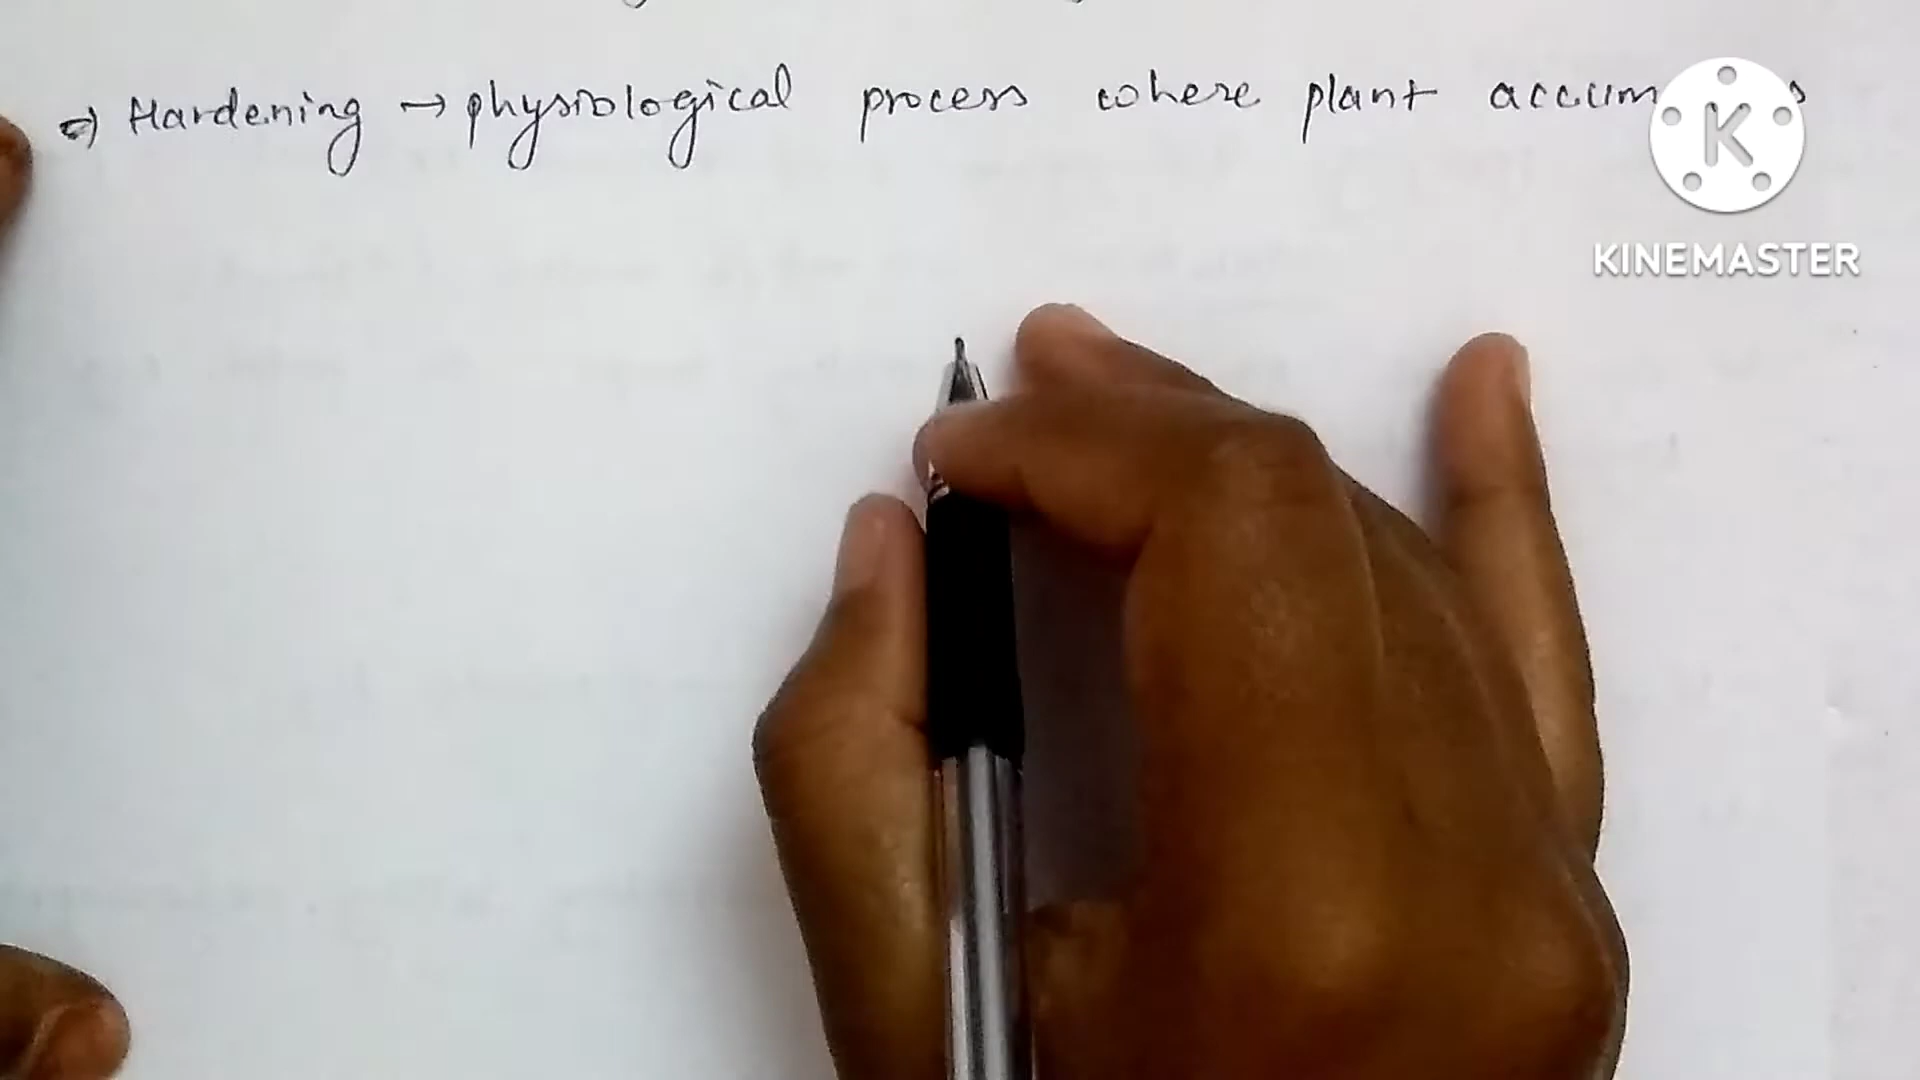 =) Hardening → physiological process where plant
K
KINEMASTER